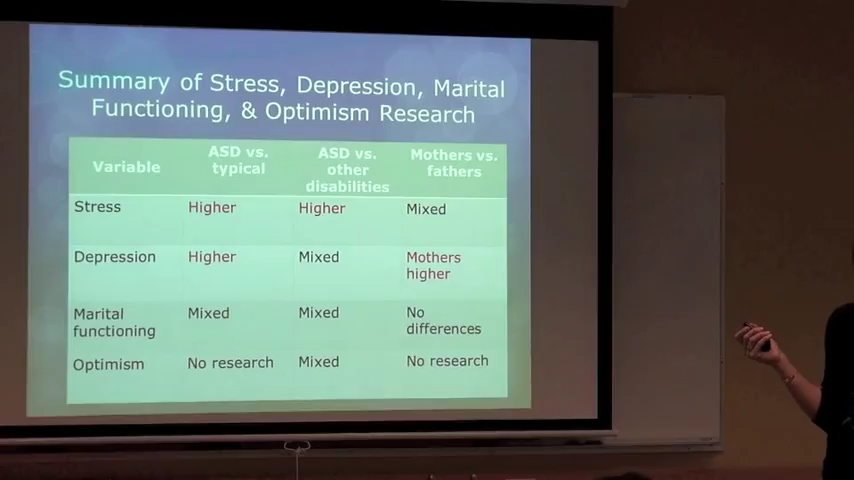 Summary of Stress, Depression, Marital
Functioning, & Optimism Research
Variable
ASD vs.
typical
ASD vs.
other
disabilities
Mothers vs.
fathers
Stress
Higher
Higher
Mixed
Depression
Higher
Mixed
Mothers
higher
Marital
functioning
Mixed
Mixed
No
differences
Optimism
No research
Mixed
No research